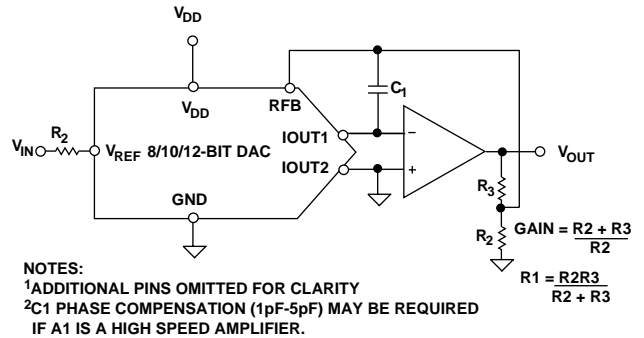 VDD
VDD
RFB
C1
IOUT1
VIN
R2
VREF 8/10/12-BIT DAC
IOUT2
GND
−
+
VOUT
R3
R2
GAIN = R2 + R3
R2
R1 = R2R3
R2 + R3
NOTES:
1ADDITIONAL PINS OMITTED FOR CLARITY
2C1 PHASE COMPENSATION (1pF-5pF) MAY BE REQUIRED
IF A1 IS A HIGH SPEED AMPLIFIER.